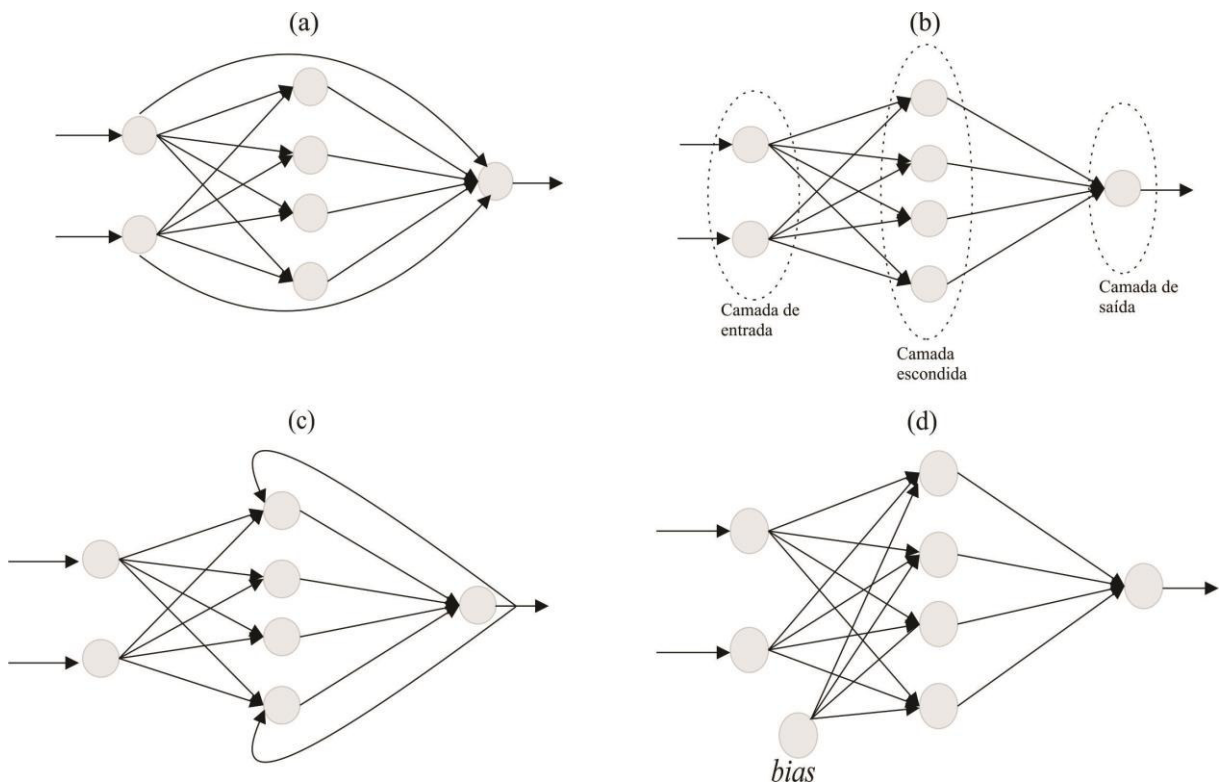 (a)
(b)
Camada de
entrada
Camada
escondida
Camada de
saída
(c)
(d)
bias